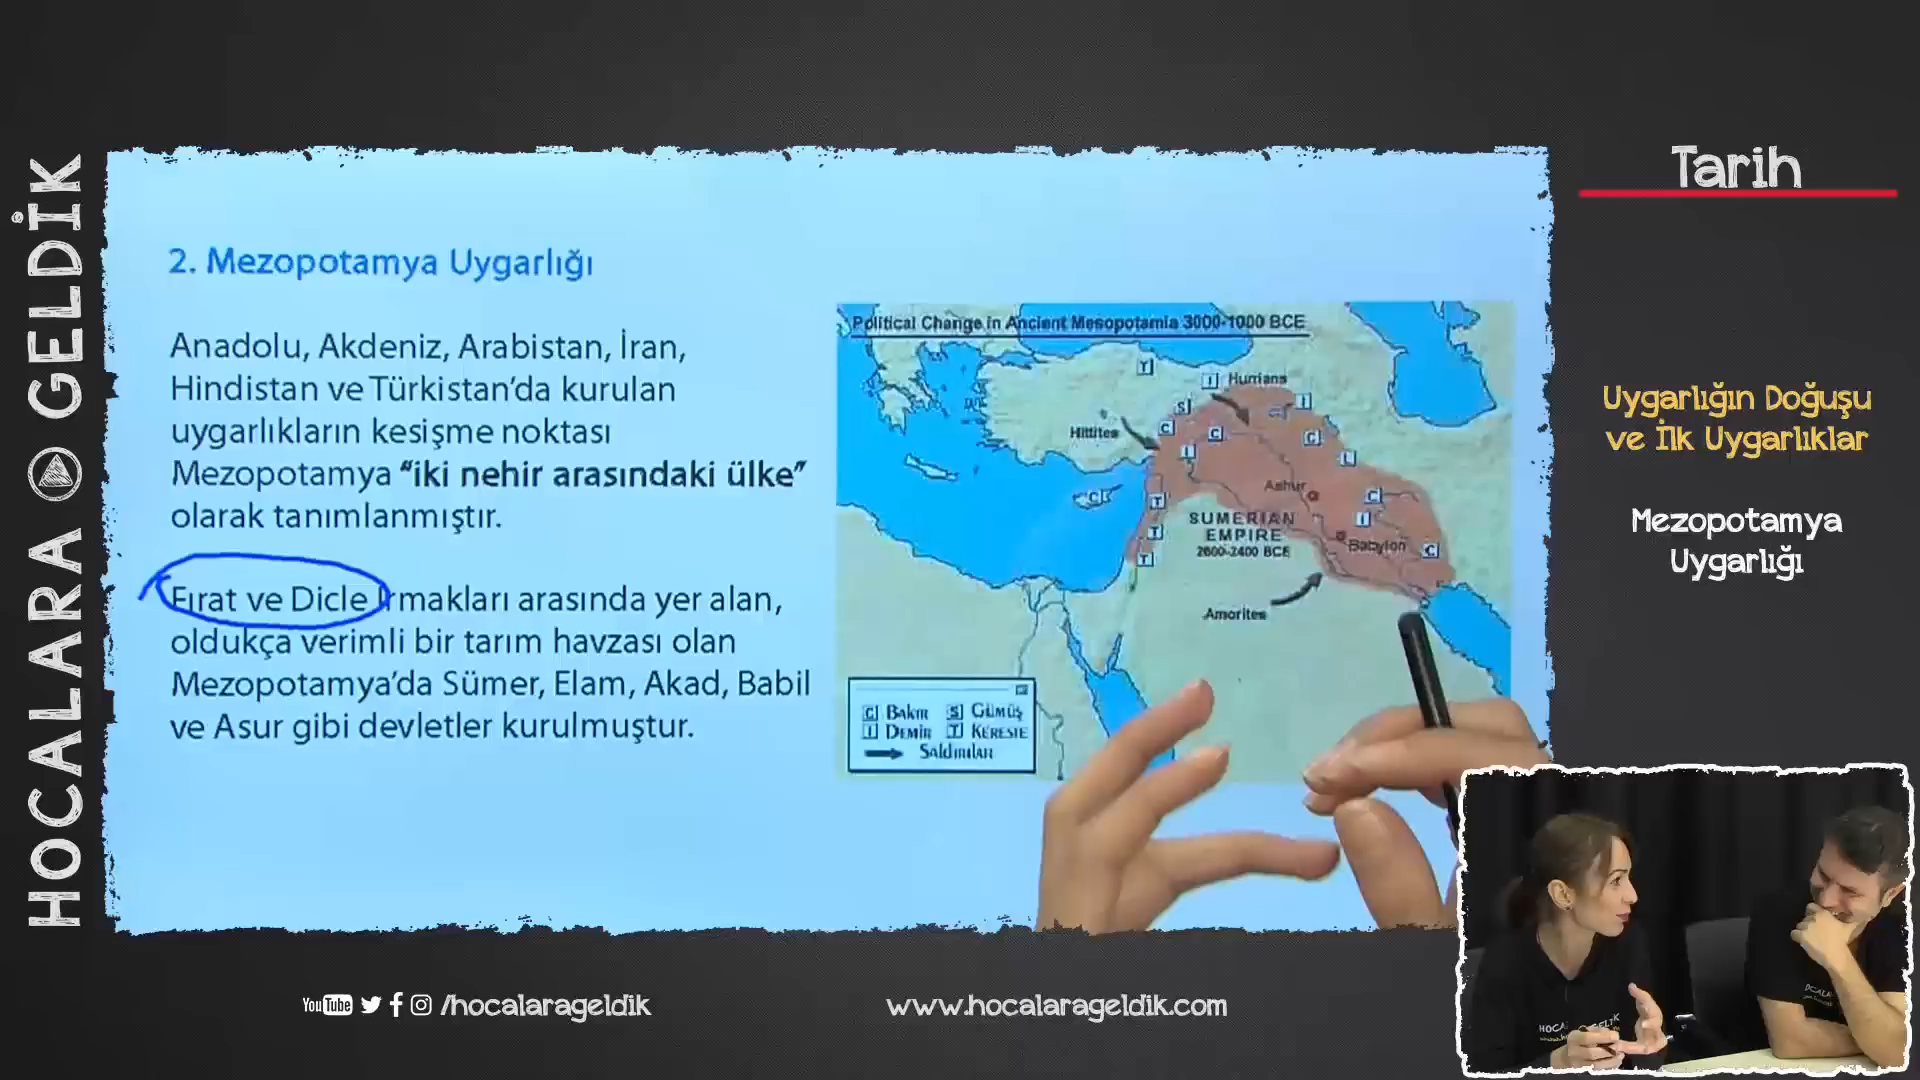 HOCALARA GELDİK
Tarih
Uygarlığın Doğuşu
ve İlk Uygarlıklar
Mezopotamya
Uygarlığı
2. Mezopotamya Uygarlığı
Anadolu, Akdeniz, Arabistan, İran,
Hindistan ve Türkistan’da kurulan
uygarlıkların kesişme noktası
Mezopotamya “iki nehir arasındaki ülke”
olarak tanımlanmıştır.
Fırat ve Dicle Irmakları arasında yer alan,
oldukça verimli bir tarım havzası olan
Mezopotamya’da Sümer, Elam, Akad, Babil
ve Asur gibi devletler kurulmuştur.
Political Change in Ancient Mesopotamia 3000-1000 BCE
T
I Hurrians
S
I
C
Hittites
C
C
I
I
Ashur
C
C
T
SUMERIAN
EMPIRE
2600-2400 BCE
I
T
Babylon
C
T
Amorites
C Bakır S Gümüş
I Demir T Kereste
Saldırıları
YouTube /hocalarageldik
www.hocalarageldik.com